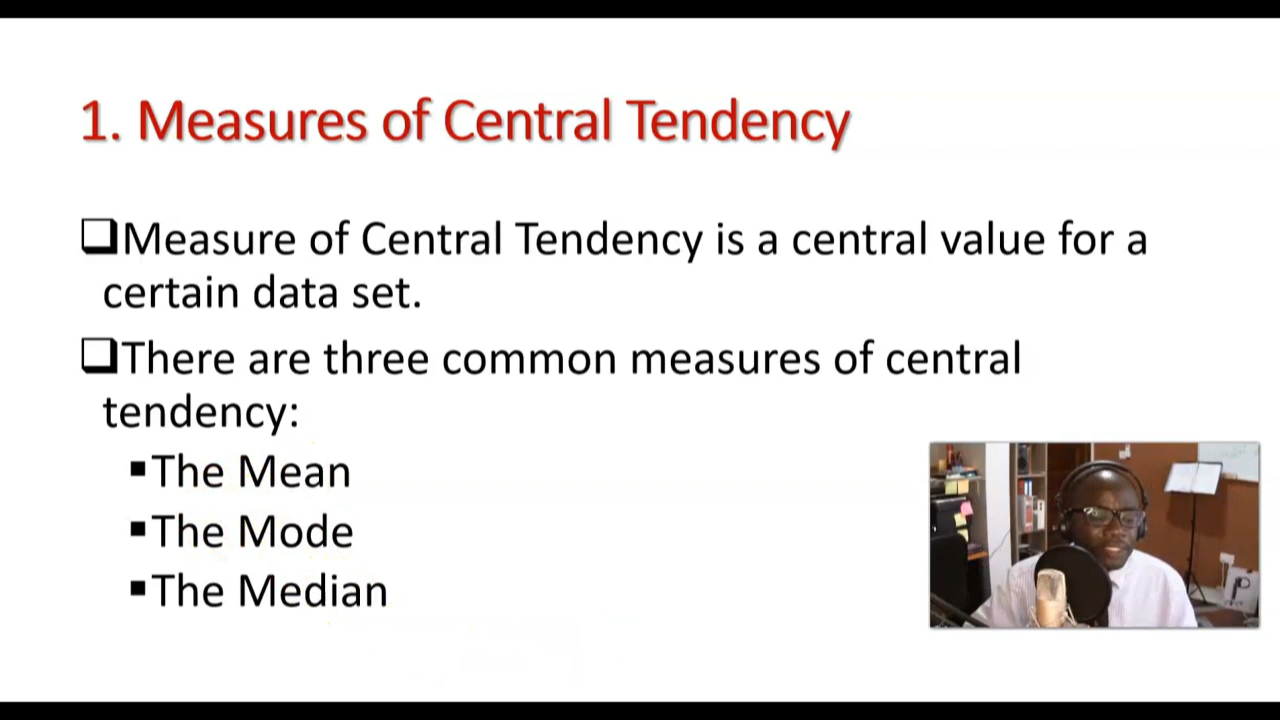 1. Measures of Central Tendency
❑Measure of Central Tendency is a central value for a
certain data set.
❑There are three common measures of central
tendency:
▪The Mean
▪The Mode
▪The Median